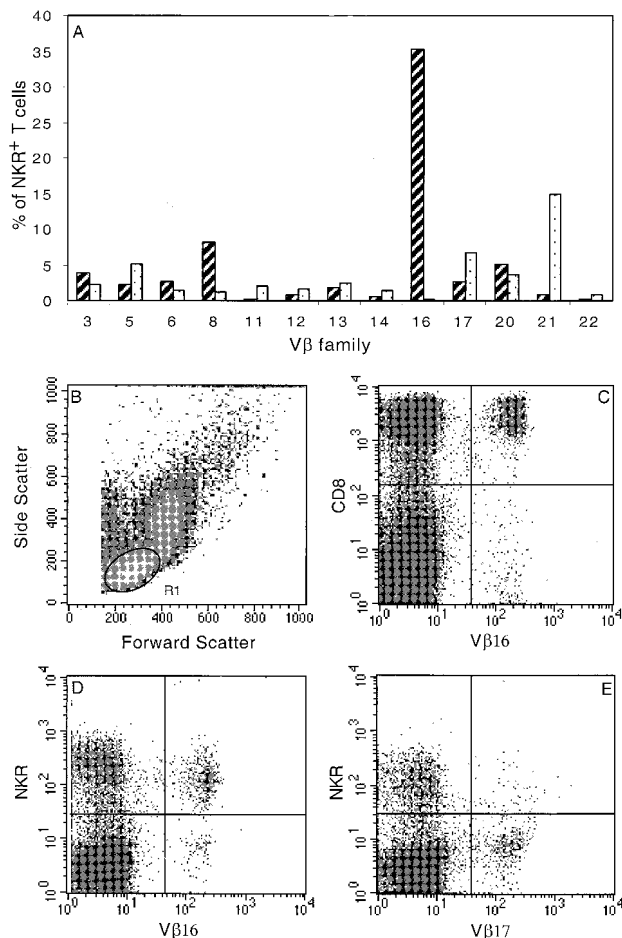 A
% of NKR⁺ T cells
40
35
30
25
20
15
10
5
0
3 5 6 8 11 12 13 14 16 17 20 21 22
Vβ family
B
Side Scatter
1000
800
600
400
200
0
R1
0 200 400 600 800 1000
Forward Scatter
C
CD8
10⁴
10³
10²
10¹
10⁰
10⁰ 10¹ 10² 10³ 10⁴
Vβ16
D
NKR
10⁴
10³
10²
10¹
10⁰
10⁰ 10¹ 10² 10³ 10⁴
Vβ16
E
NKR
10⁴
10³
10²
10¹
10⁰
10⁰ 10¹ 10² 10³ 10⁴
Vβ17